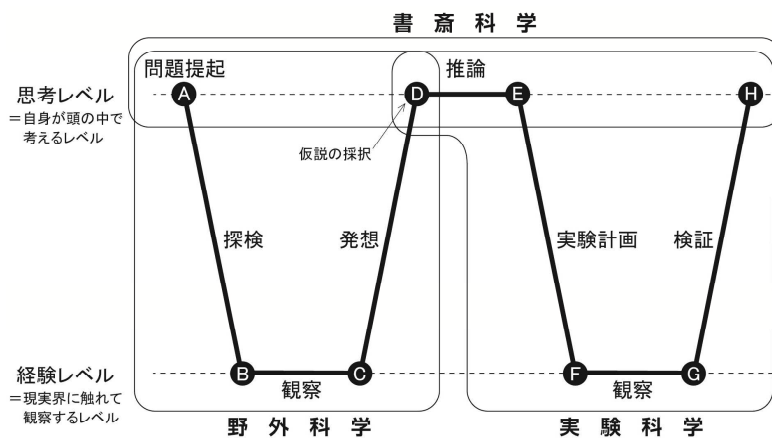 書斎科学
問題提起
推論
思考レベル
＝自身が頭の中で
考えるレベル
A
D
E
H
仮説の採択
探検
発想
実験計画
検証
経験レベル
＝現実界に触れて
観察するレベル
B
C
F
G
観察
観察
野外科学
実験科学